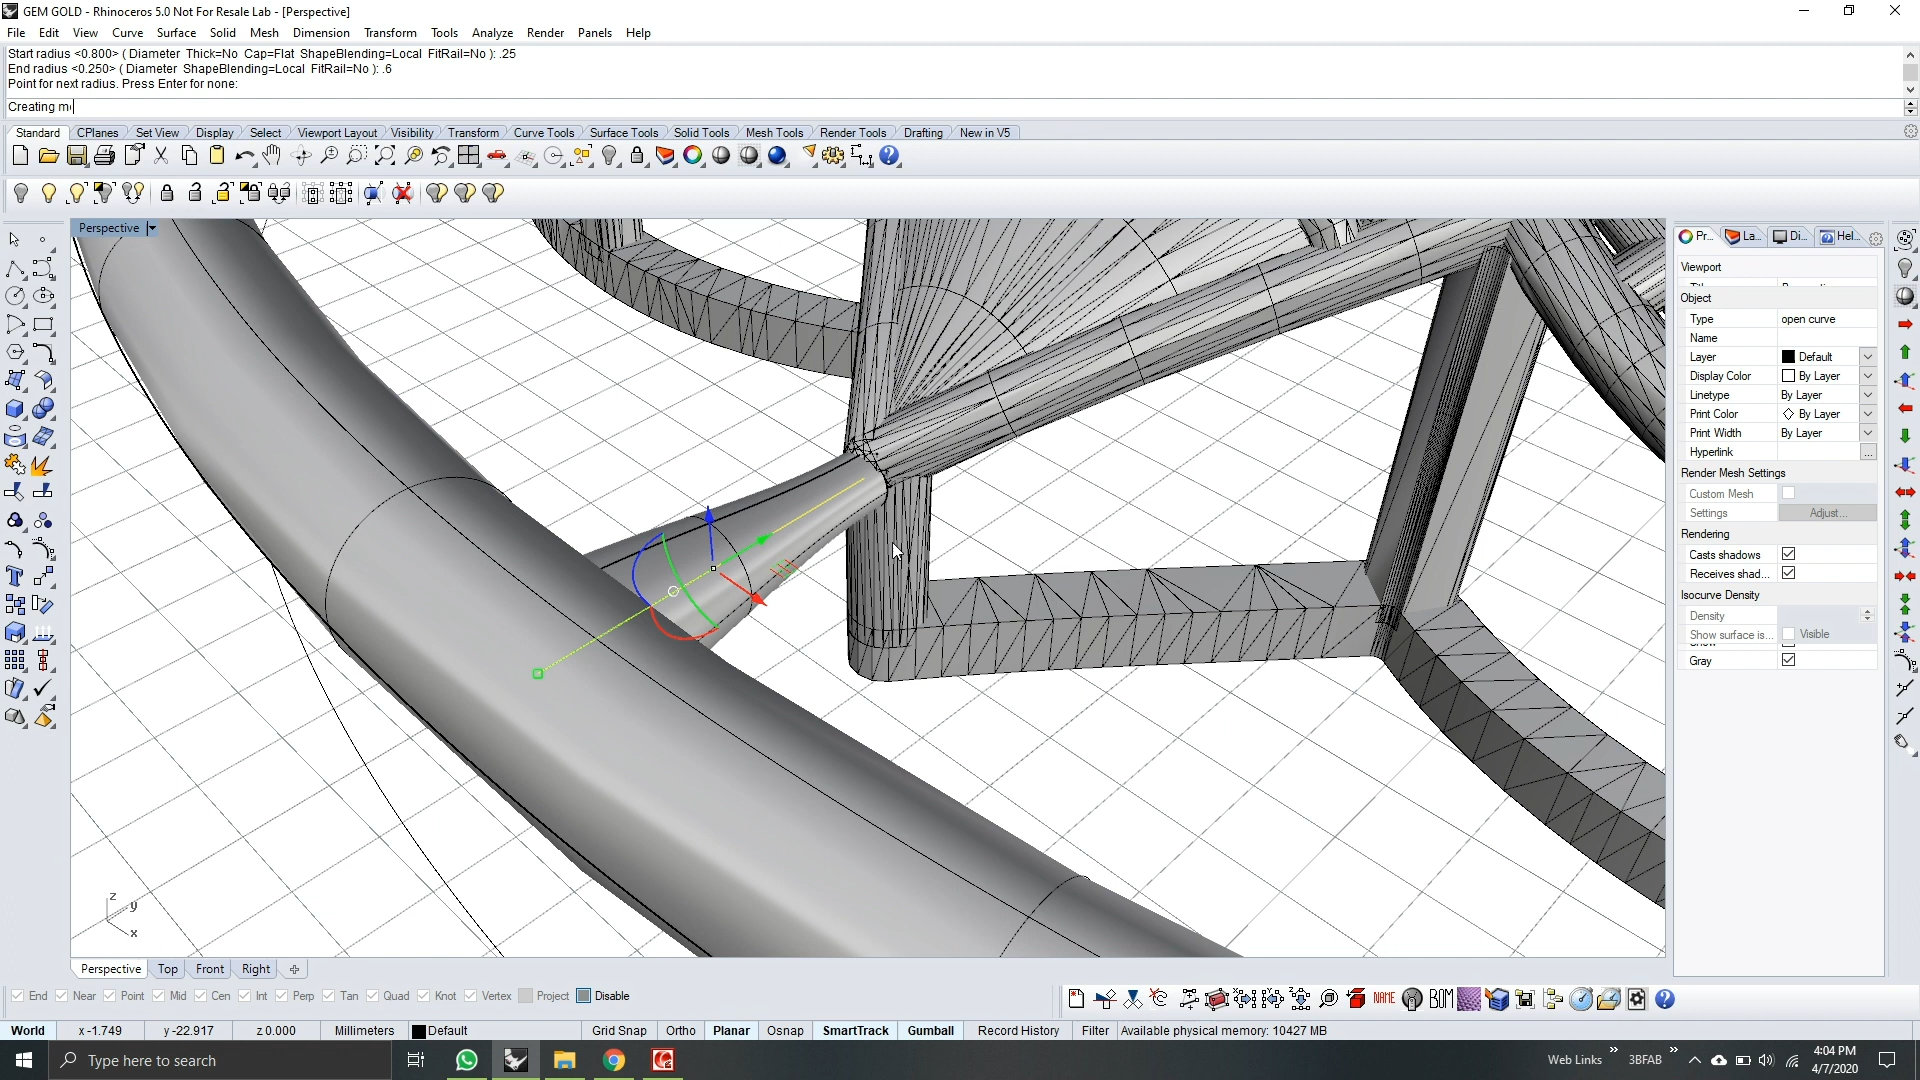 GEM GOLD - Rhinoceros 5.0 Not For Resale Lab - [Perspective]
File Edit View Curve Surface Solid Mesh Dimension Transform Tools Analyze Render Panels Help
Start radius <0.800> ( Diameter Thick=No Cap=Flat ShapeBlending=Local FitRail=No ): .25
End radius <0.250> ( Diameter ShapeBlending=Local FitRail=No ): .6
Point for next radius. Press Enter for none:
Creating m
Standard CPlanes Set View Display Select Viewport Layout Visibility Transform Curve Tools Surface Tools Solid Tools Mesh Tools Render Tools Drafting New in V5
Perspective
Pr... La... Di... Hel...
Viewport
Object
Type open curve
Name
Layer Default
Display Color By Layer
Linetype By Layer
Print Color By Layer
Print Width By Layer
Hyperlink ...
Render Mesh Settings
Custom Mesh
Settings Adjust...
Rendering
Casts shadows
Receives shad...
Isocurve Density
Density
Show surface is... Visible
Gray
z
y
x
Perspective Top Front Right
End Near Point Mid Cen Int Perp Tan Quad Knot Vertex Project Disable
NAME BOM
World x -1.749 y -22.917 z 0.000 Millimeters Default Grid Snap Ortho Planar Osnap SmartTrack Gumball Record History Filter Available physical memory: 10427 MB
Type here to search
Web Links » 3BFAB »
4:04 PM
4/7/2020